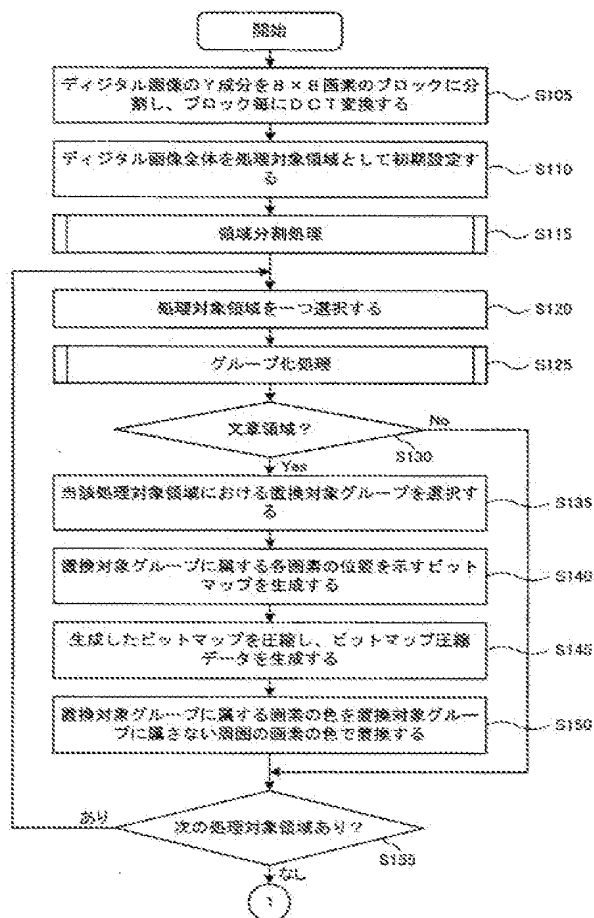 開始
ディジタル画像のY成分を8×8画素のブロックに分
割し、ブロック毎にDCT変換する
S105
ディジタル画像全体を処理対象領域として初期設定す
る
S110
領域分割処理
S115
処理対象領域を一つ選択する
S120
グループ化処理
S125
文章領域?
No
S130
Yes
当該処理対象領域における置換対象グループを選択す
る
S135
置換対象グループに属する各画素の位置を示すビット
マップを生成する
S140
生成したビットマップを圧縮し、ビットマップ圧縮
データを生成する
S145
置換対象グループに属する画素の色を置換対象グルー
プに属さない周囲の画素の色で置換する
S150
あり
次の処理対象領域あり?
S155
なし
1